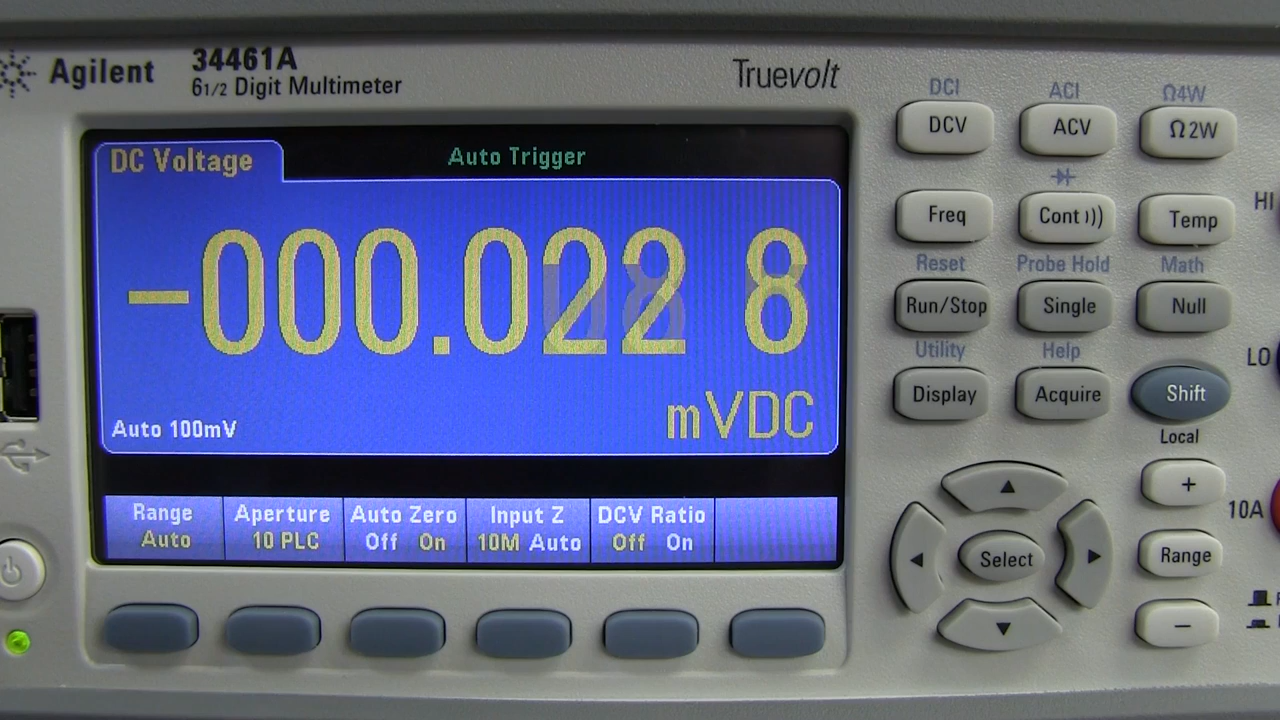 Agilent
34461A
6 1/2 Digit Multimeter
Truevolt
DC Voltage
Auto Trigger
-000.022 8
mVDC
Auto 100mV
Range
Auto
Aperture
10 PLC
Auto Zero
Off On
Input Z
10M Auto
DCV Ratio
Off On
DCI
ACI
Ω4W
DCV
ACV
Ω2W
Freq
Cont
Temp
Reset
Probe Hold
Math
Run/Stop
Single
Null
Utility
Help
Display
Acquire
Shift
Local
+
Select
Range
−
HI
LO
10A